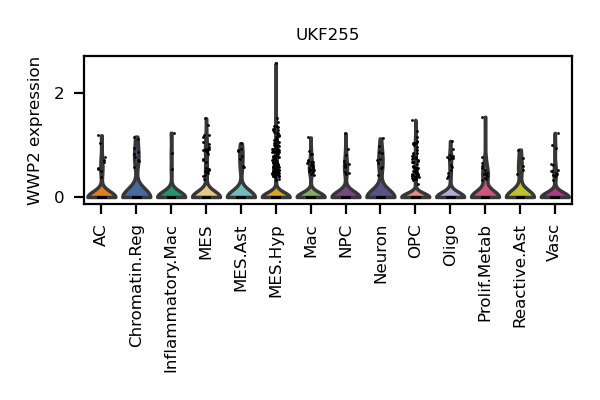 UKF255
WWP2 expression
2
0
AC
Chromatin.Reg
Inflammatory.Mac
MES
MES.Ast
MES.Hyp
Mac
NPC
Neuron
OPC
Oligo
Prolif.Metab
Reactive.Ast
Vasc